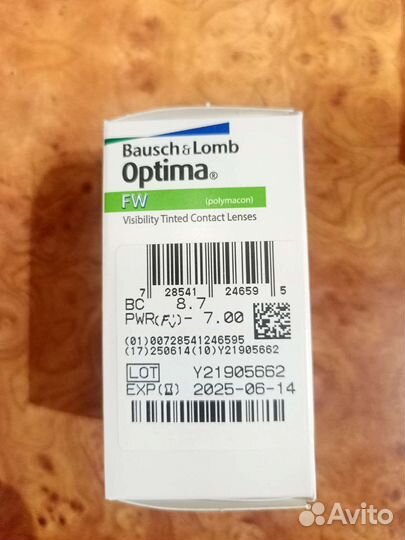 Bausch & Lomb
Optima®
FW (polymacon)
Visibility Tinted Contact Lenses
7 28541 24659 5
BC 8.7
PWR(Fv)- 7.00
(01)00728541246595
(17)250614(10)Y21905662
LOT Y21905662
EXP(⌛) 2025-06-14
Avito